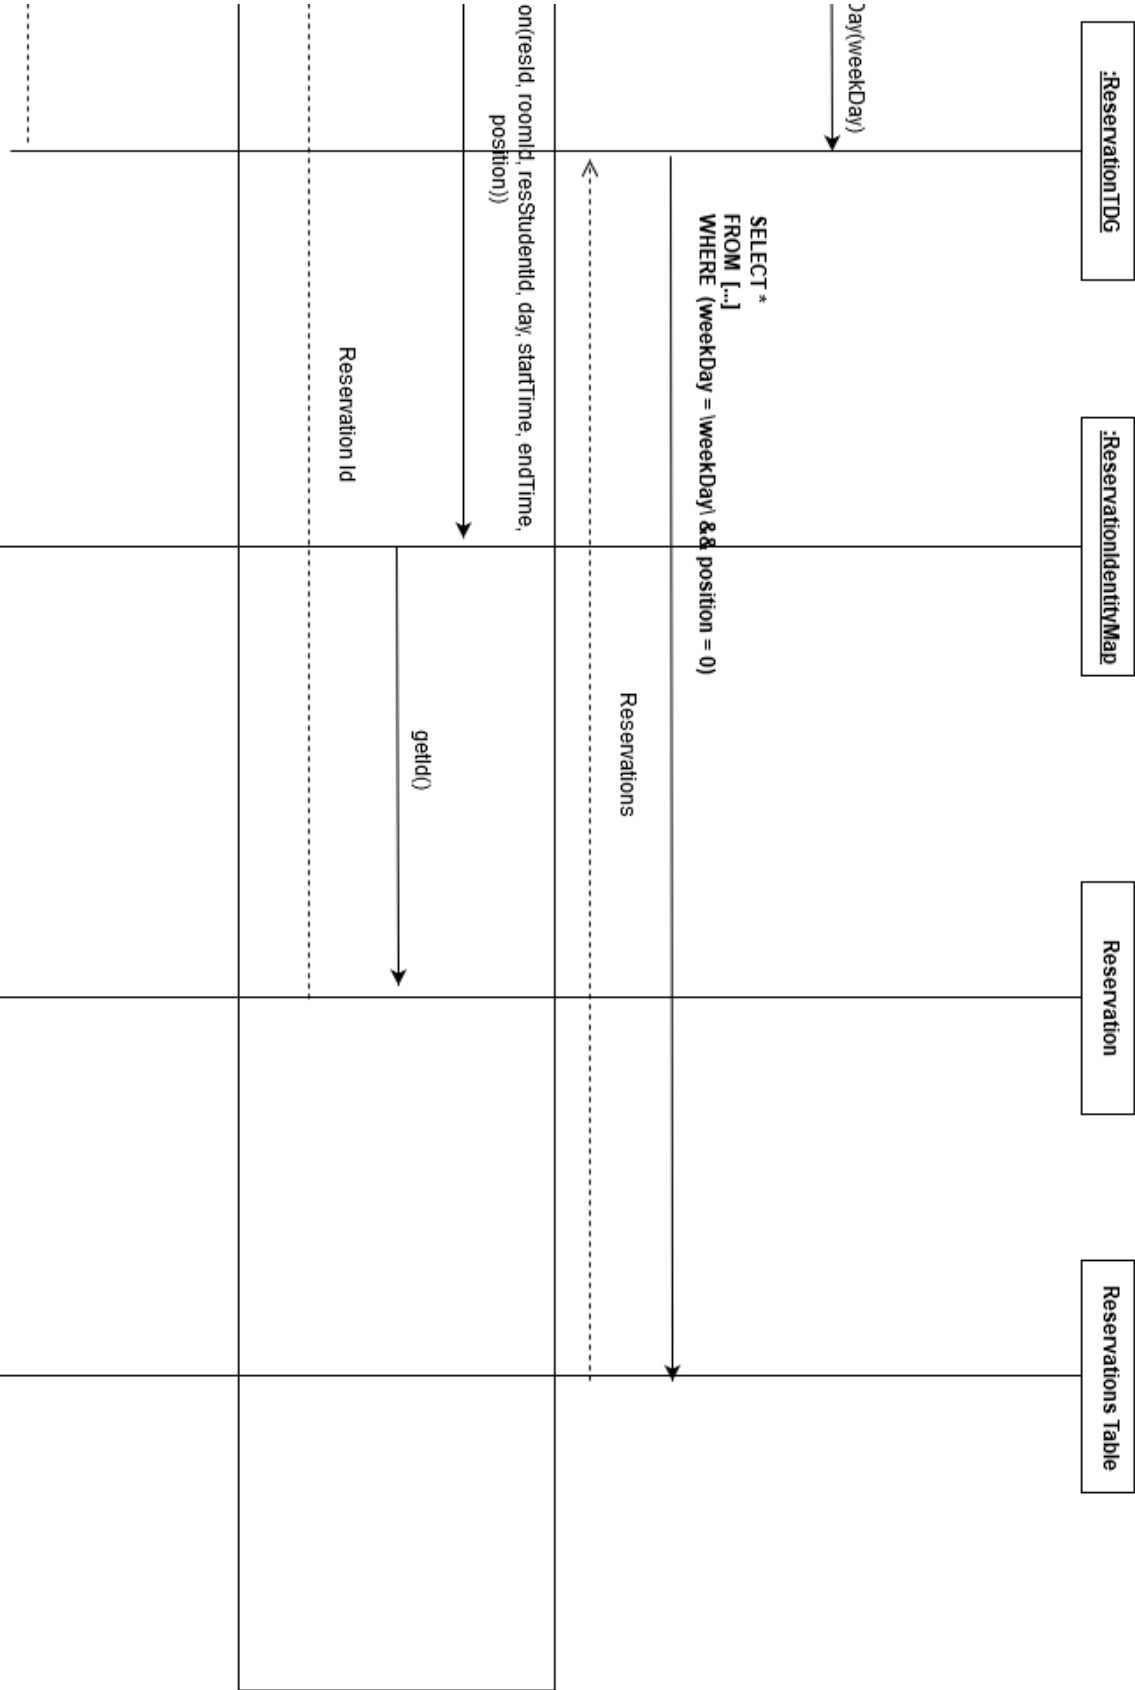 :ReservationTDG
:ReservationIdentityMap
Reservation
Reservations Table
Day(weekDay)
SELECT *
FROM [...]
WHERE (weekDay = \weekDay\ && position = 0)
Reservations
on(resId, roomId, resStudentId, day, startTime, endTime,
position))
getId()
Reservation Id